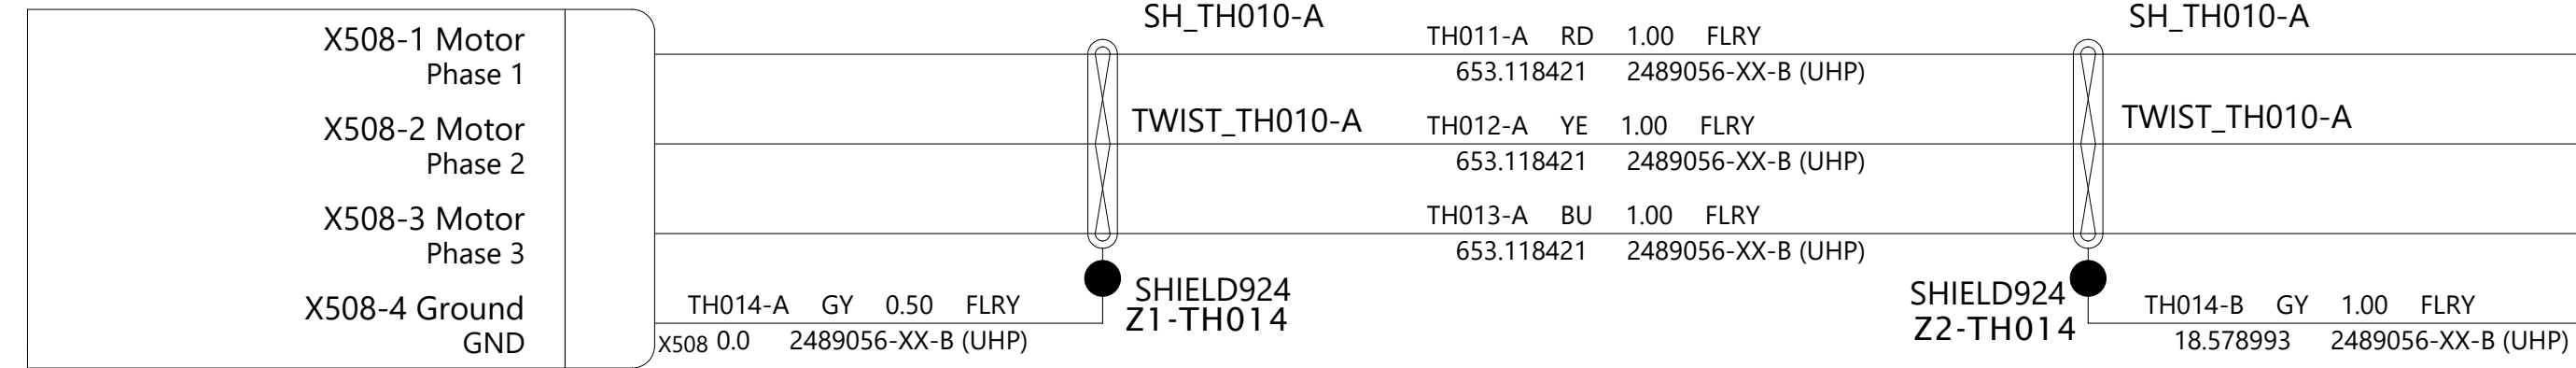 SH_TH010-A
SH_TH010-A
X508-1 Motor
Phase 1
TH011-A RD 1.00 FLRY
653.118421 2489056-XX-B (UHP)
X508-2 Motor
Phase 2
TWIST_TH010-A
TH012-A YE 1.00 FLRY
653.118421 2489056-XX-B (UHP)
TWIST_TH010-A
X508-3 Motor
Phase 3
TH013-A BU 1.00 FLRY
653.118421 2489056-XX-B (UHP)
X508-4 Ground
GND
TH014-A GY 0.50 FLRY
X508 0.0 2489056-XX-B (UHP)
SHIELD924
Z1-TH014
SHIELD924
Z2-TH014
TH014-B GY 1.00 FLRY
18.578993 2489056-XX-B (UHP)